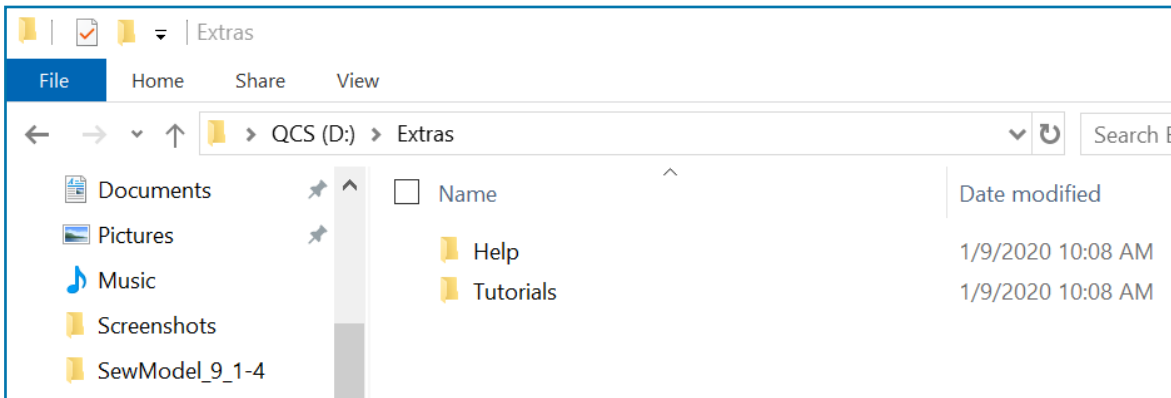 Extras
File Home Share View
QCS (D:) Extras Search
Documents
Pictures
Music
Screenshots
SewModel_9_1-4
Name Date modified
Help 1/9/2020 10:08 AM
Tutorials 1/9/2020 10:08 AM